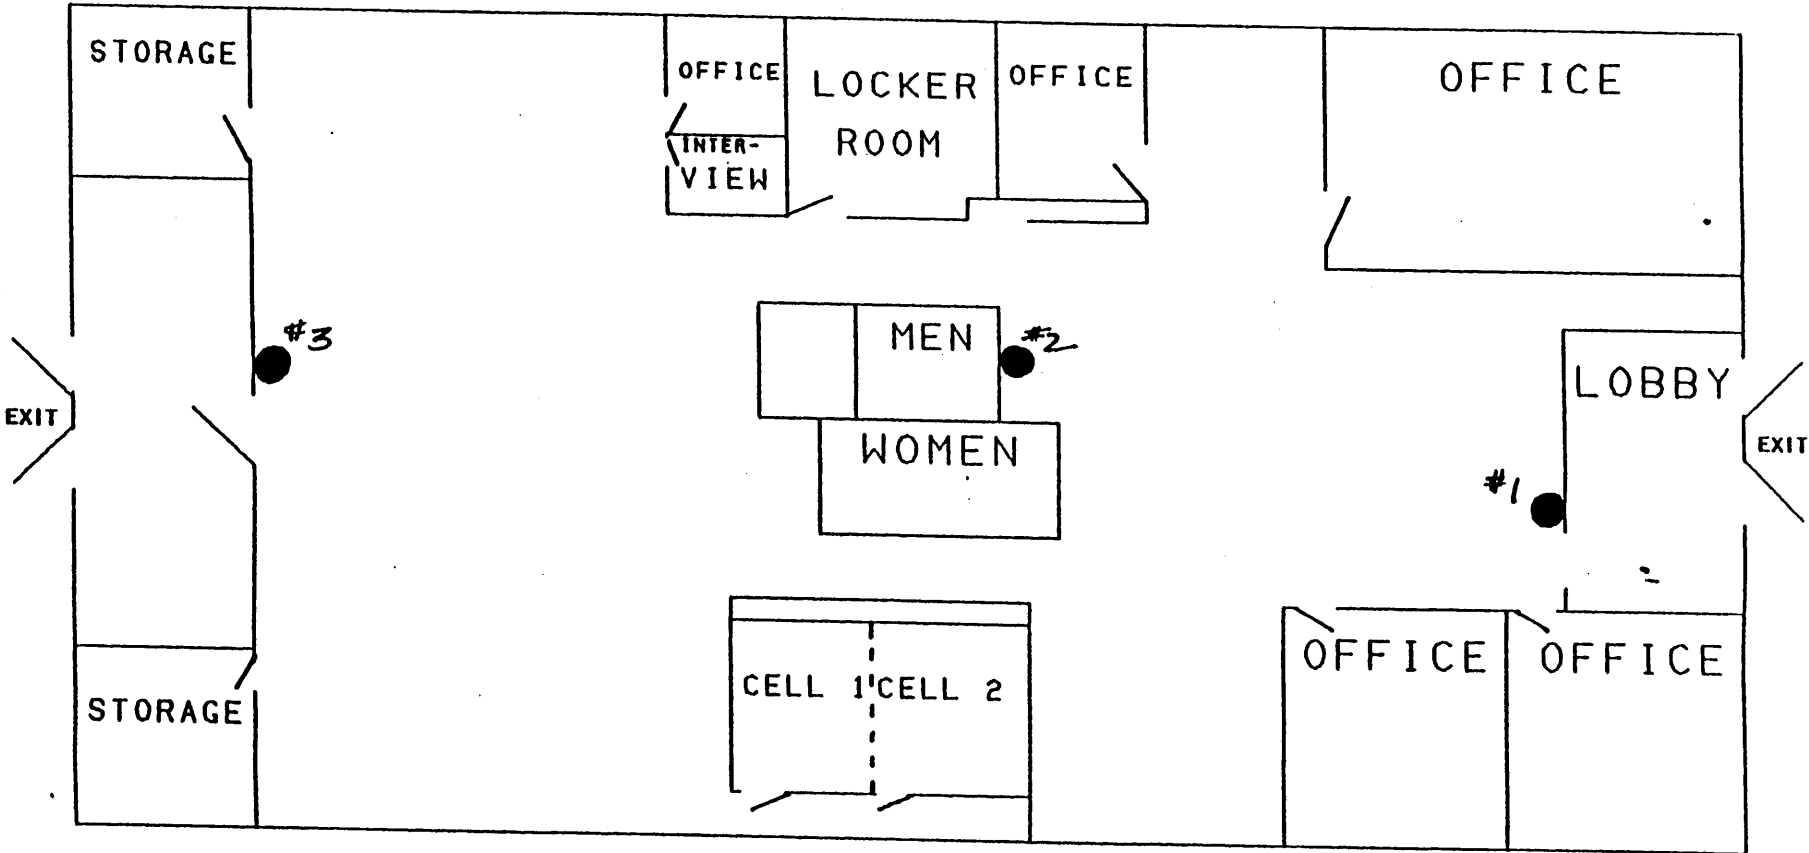 STORAGE
OFFICE
LOCKER
ROOM
OFFICE
OFFICE
INTER-
VIEW
#3
MEN
#2
LOBBY
EXIT
EXIT
WOMEN
#1
OFFICE
OFFICE
CELL 1
CELL 2
STORAGE